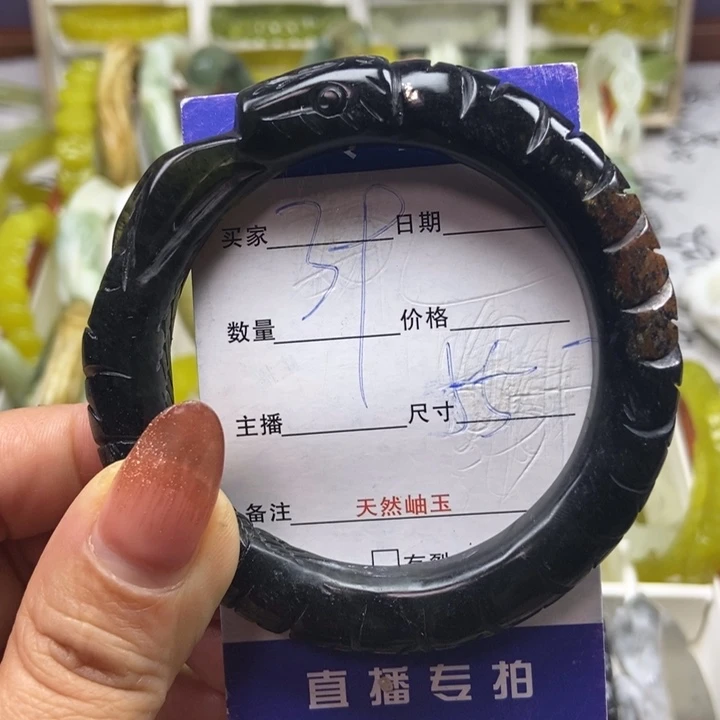 买家 日期
数量 价格
主播 尺寸
备注 天然岫玉
直播专拍